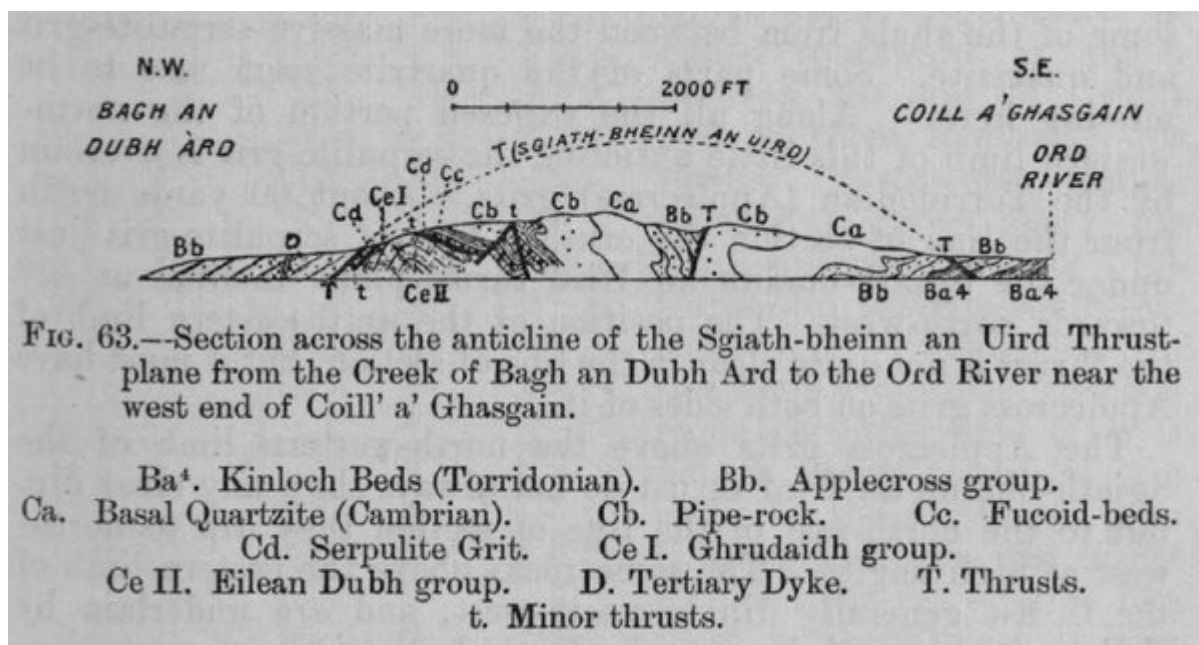 N.W.
S.E.
0 2000 FT
BAGH AN
DUBH ÀRD
COILL A'GHASGAIN
ORD
RIVER
T (SGIATH-BHEINN AN UIRD)
Cd Cc
Cd CeI t Cb t Cb Ca Bb T Cb Ca
Bb D T Bb
T t CeII Bb Ba4 Ba4
FIG. 63.—Section across the anticline of the Sgiath-bheinn an Uird Thrust-
plane from the Creek of Bagh an Dubh Ard to the Ord River near the
west end of Coill' a' Ghasgain.
Ba⁴. Kinloch Beds (Torridonian). Bb. Applecross group.
Ca. Basal Quartzite (Cambrian). Cb. Pipe-rock. Cc. Fucoid-beds.
Cd. Serpulite Grit. Ce I. Ghrudaidh group.
Ce II. Eilean Dubh group. D. Tertiary Dyke. T. Thrusts.
t. Minor thrusts.